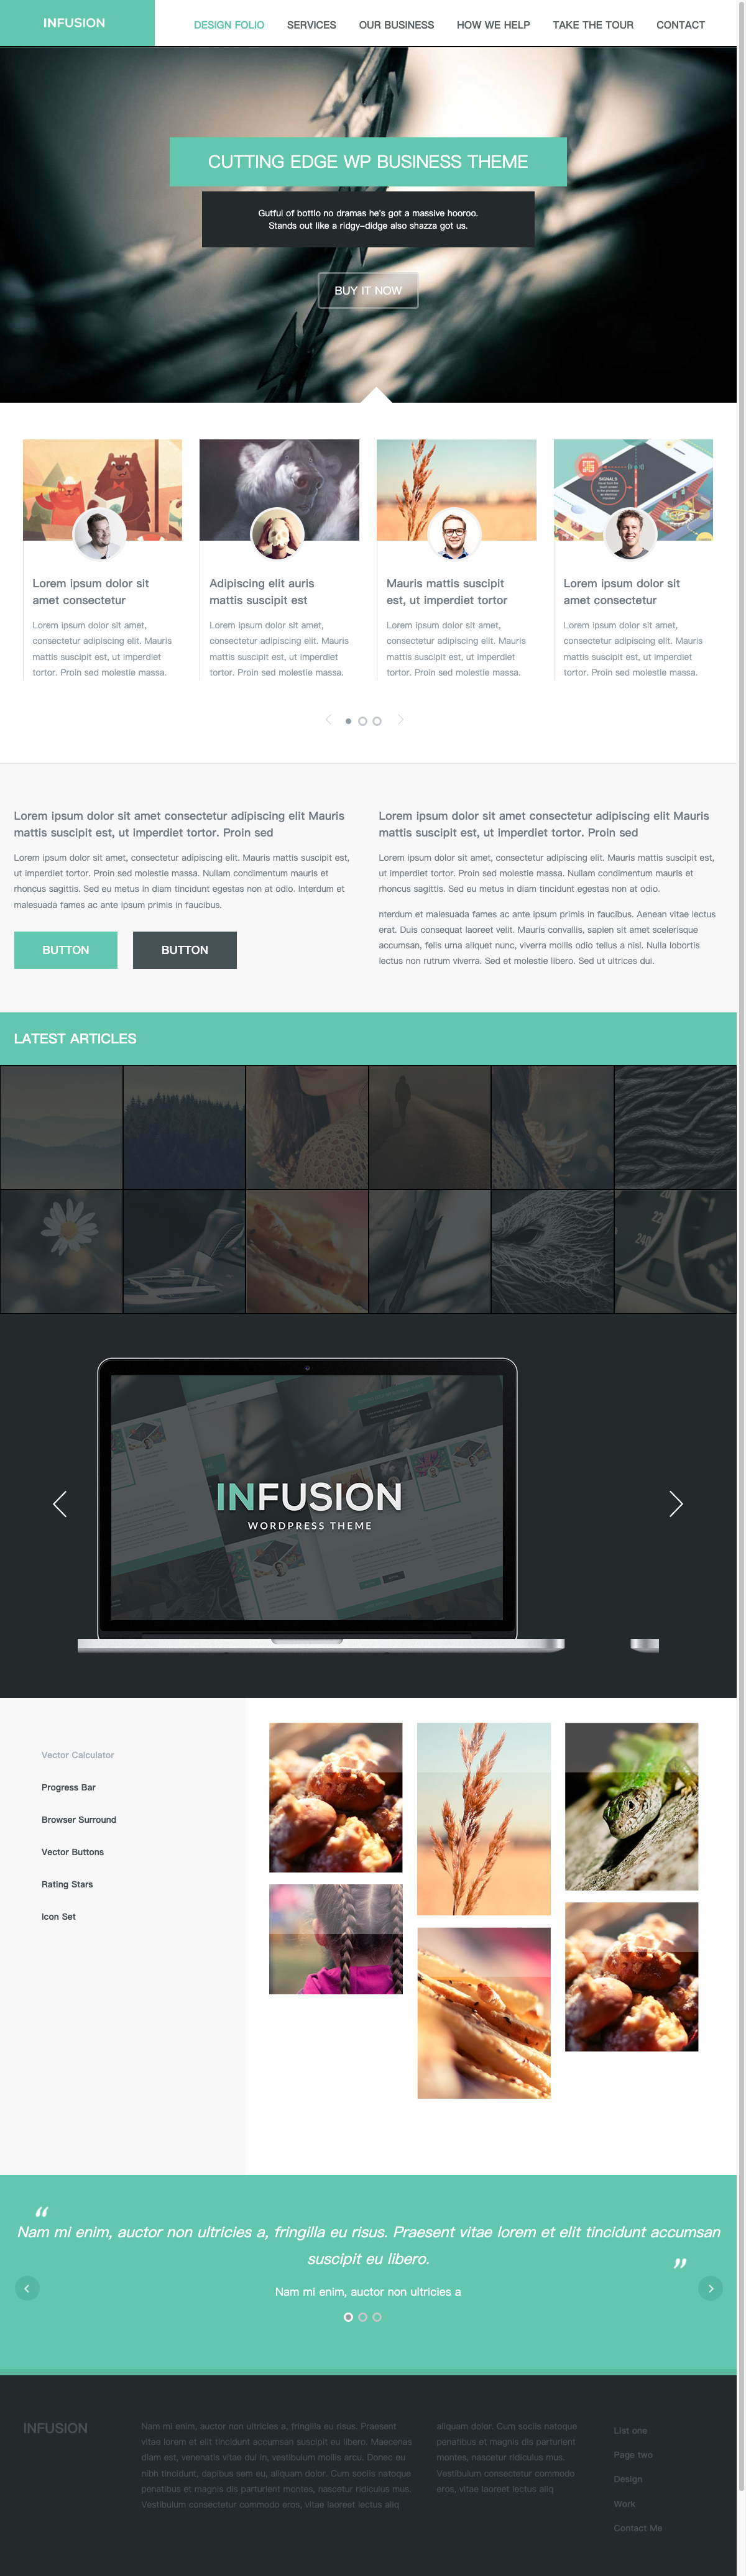 INFUSION
DESIGN FOLIO SERVICES OUR BUSINESS HOW WE HELP TAKE THE TOUR CONTACT
CUTTING EDGE WP BUSINESS THEME
Gutful of bottlo no dramas he's got a massive hooroo.
Stands out like a ridgy-didge also shazza got us.
BUY IT NOW
SIGNALS
Lorem ipsum dolor sit
amet consectetur
Lorem ipsum dolor sit amet,
consectetur adipiscing elit. Mauris
mattis suscipit est, ut imperdiet
tortor. Proin sed molestie massa.
Adipiscing elit auris
mattis suscipit est
Lorem ipsum dolor sit amet,
consectetur adipiscing elit. Mauris
mattis suscipit est, ut imperdiet
tortor. Proin sed molestie massa.
Mauris mattis suscipit
est, ut imperdiet tortor
Lorem ipsum dolor sit amet,
consectetur adipiscing elit. Mauris
mattis suscipit est, ut imperdiet
tortor. Proin sed molestie massa.
Lorem ipsum dolor sit
amet consectetur
Lorem ipsum dolor sit amet,
consectetur adipiscing elit. Mauris
mattis suscipit est, ut imperdiet
tortor. Proin sed molestie massa.
Lorem ipsum dolor sit amet consectetur adipiscing elit Mauris
mattis suscipit est, ut imperdiet tortor. Proin sed
Lorem ipsum dolor sit amet, consectetur adipiscing elit. Mauris mattis suscipit est,
ut imperdiet tortor. Proin sed molestie massa. Nullam condimentum mauris et
rhoncus sagittis. Sed eu metus in diam tincidunt egestas non at odio. Interdum et
malesuada fames ac ante ipsum primis in faucibus.
BUTTON BUTTON
Lorem ipsum dolor sit amet consectetur adipiscing elit Mauris
mattis suscipit est, ut imperdiet tortor. Proin sed
Lorem ipsum dolor sit amet, consectetur adipiscing elit. Mauris mattis suscipit est,
ut imperdiet tortor. Proin sed molestie massa. Nullam condimentum mauris et
rhoncus sagittis. Sed eu metus in diam tincidunt egestas non at odio.
nterdum et malesuada fames ac ante ipsum primis in faucibus. Aenean vitae lectus
erat. Duis consequat laoreet velit. Mauris convallis, sapien sit amet scelerisque
accumsan, felis urna aliquet nunc, viverra mollis odio tellus a nisl. Nulla lobortis
lectus non rutrum viverra. Sed et molestie libero. Sed ut ultrices dui.
LATEST ARTICLES
200
220
240
INFUSION
WORDPRESS THEME
Vector Calculator
Progress Bar
Browser Surround
Vector Buttons
Rating Stars
Icon Set
“
Nam mi enim, auctor non ultricies a, fringilla eu risus. Praesent vitae lorem et elit tincidunt accumsan
suscipit eu libero.
”
Nam mi enim, auctor non ultricies a
INFUSION
Nam mi enim, auctor non ultricies a, fringilla eu risus. Praesent
vitae lorem et elit tincidunt accumsan suscipit eu libero. Maecenas
diam est, venenatis vitae dui in, vestibulum mollis arcu. Donec eu
nibh tincidunt, dapibus sem eu, aliquam dolor. Cum sociis natoque
penatibus et magnis dis parturient montes, nascetur ridiculus mus.
Vestibulum consectetur commodo eros, vitae laoreet lectus aliq
aliquam dolor. Cum sociis natoque
penatibus et magnis dis parturient
montes, nascetur ridiculus mus.
Vestibulum consectetur commodo
eros, vitae laoreet lectus aliq
List one
Page two
Design
Work
Contact Me